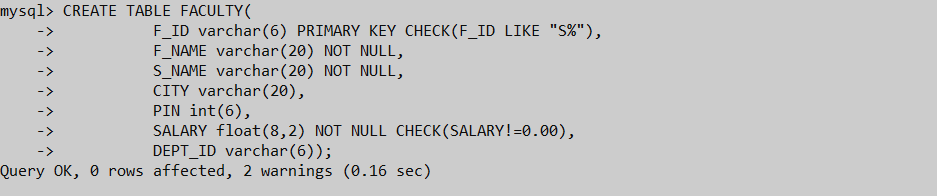 mysql> CREATE TABLE FACULTY(
    ->         F_ID varchar(6) PRIMARY KEY CHECK(F_ID LIKE "S%"),
    ->         F_NAME varchar(20) NOT NULL,
    ->         S_NAME varchar(20) NOT NULL,
    ->         CITY varchar(20),
    ->         PIN int(6),
    ->         SALARY float(8,2) NOT NULL CHECK(SALARY!=0.00),
    ->         DEPT_ID varchar(6));
Query OK, 0 rows affected, 2 warnings (0.16 sec)